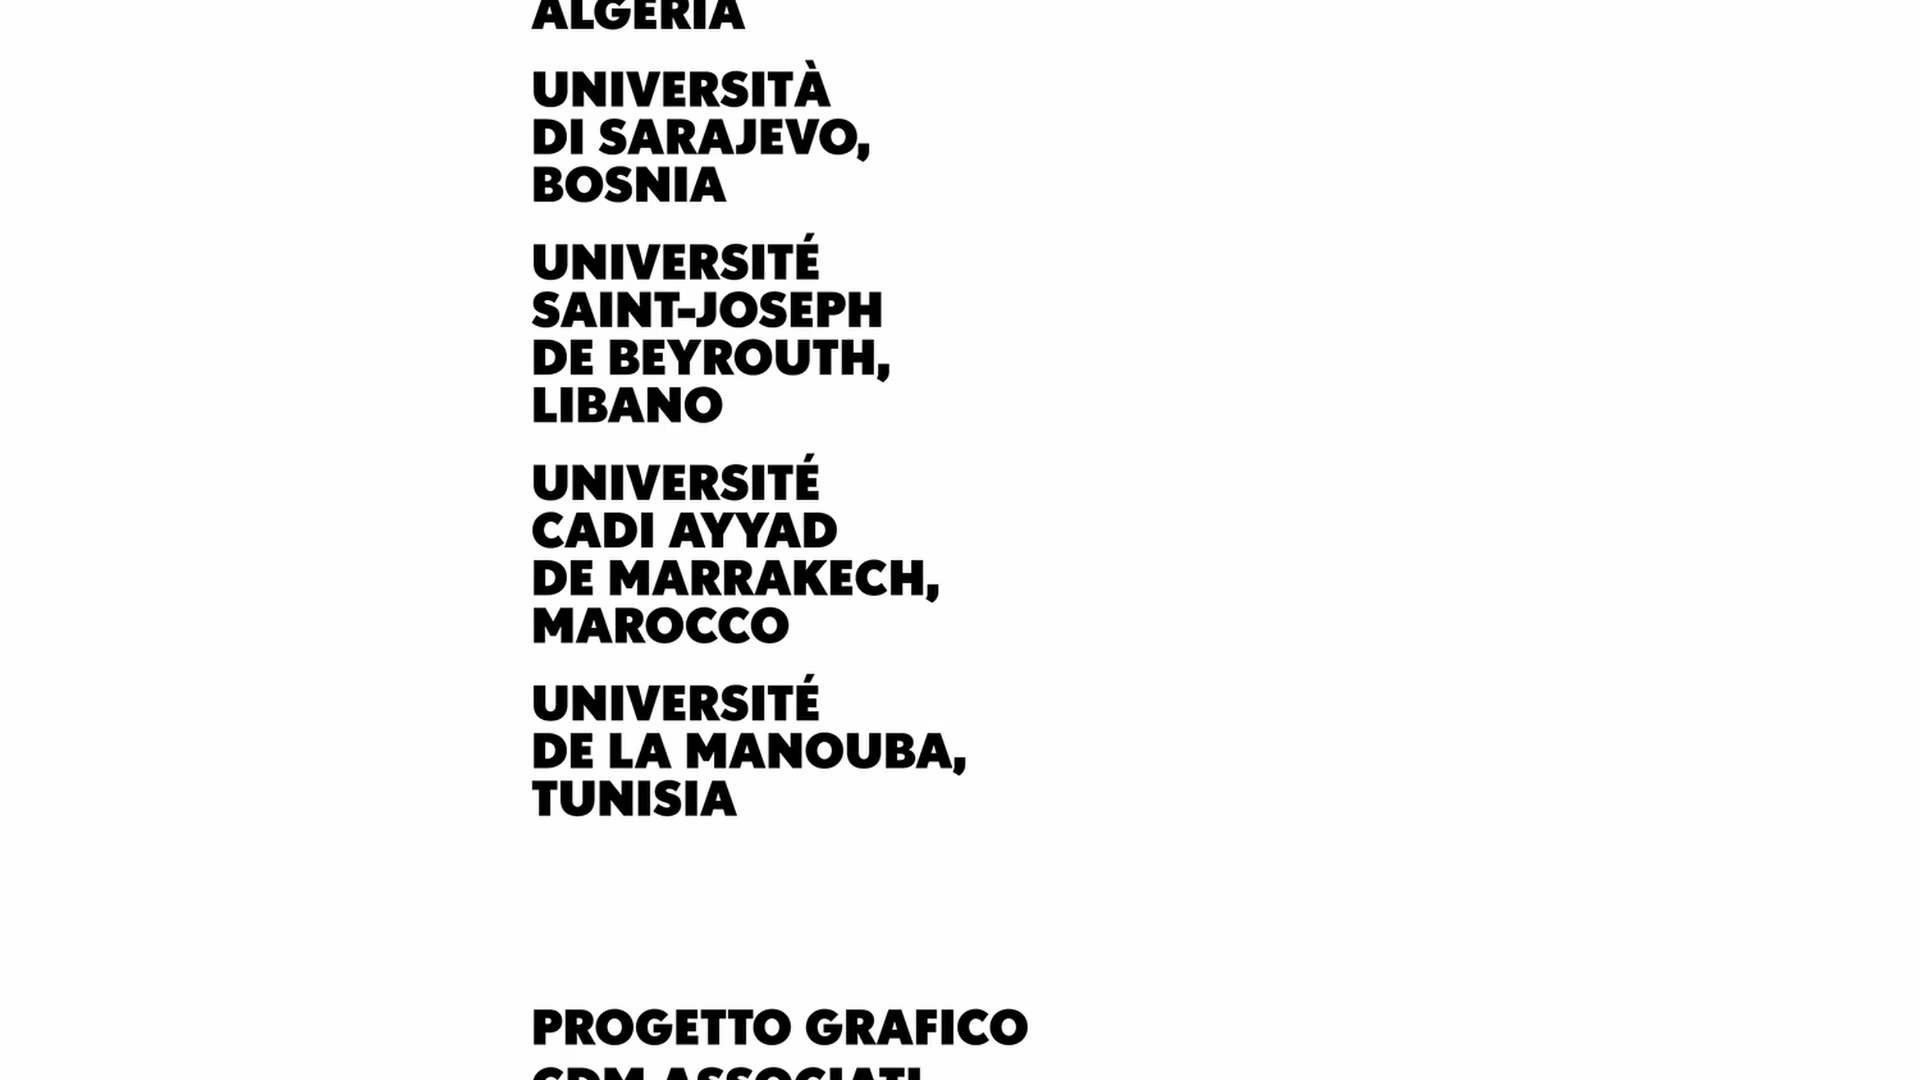 ALGERIA
UNIVERSITÀ
DI SARAJEVO,
BOSNIA
UNIVERSITÉ
SAINT-JOSEPH
DE BEYROUTH,
LIBANO
UNIVERSITÉ
CADI AYYAD
DE MARRAKECH,
MAROCCO
UNIVERSITÉ
DE LA MANOUBA,
TUNISIA
PROGETTO GRAFICO
ASSOCIATI